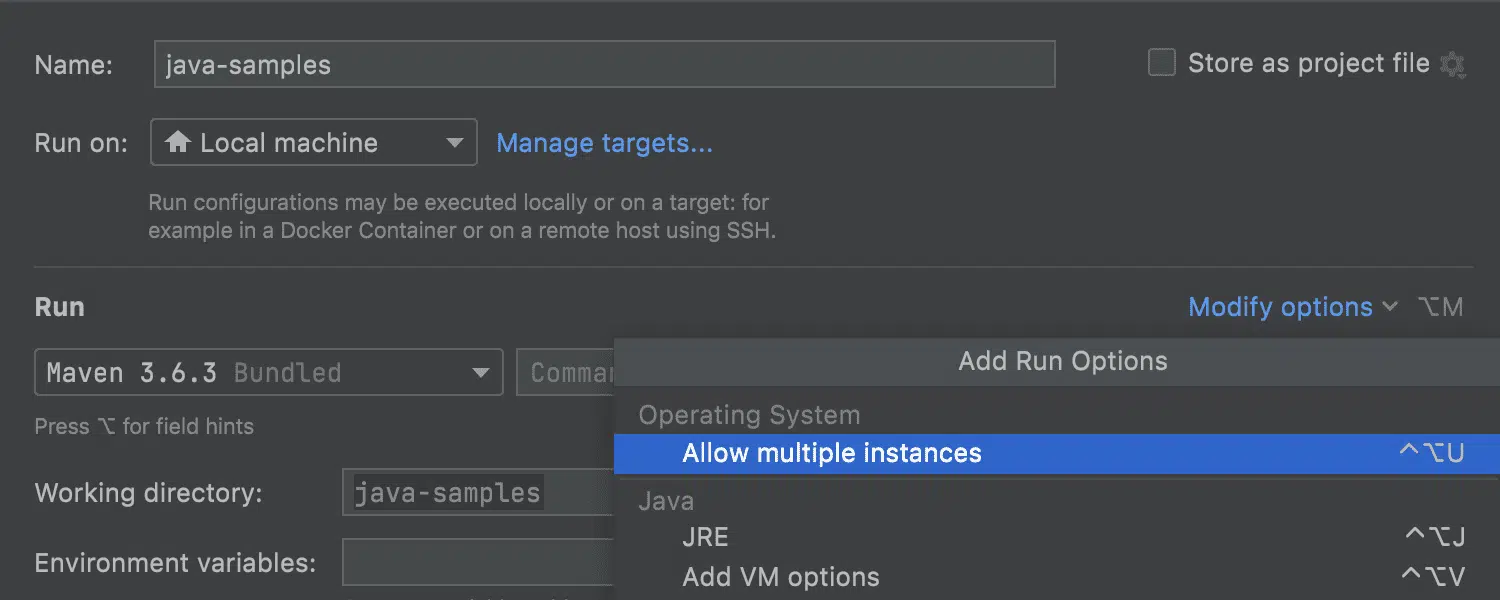 Name: java-samples Store as project file
Run on: Local machine Manage targets...
Run configurations may be executed locally or on a target: for
example in a Docker Container or on a remote host using SSH.
Run Modify options ⌥M
Maven 3.6.3 Bundled
Add Run Options
Press ⌥ for field hints
Operating System
Allow multiple instances ^⌥U
Working directory: java-samples
Java
JRE ^⌥J
Environment variables:
Add VM options ^⌥V